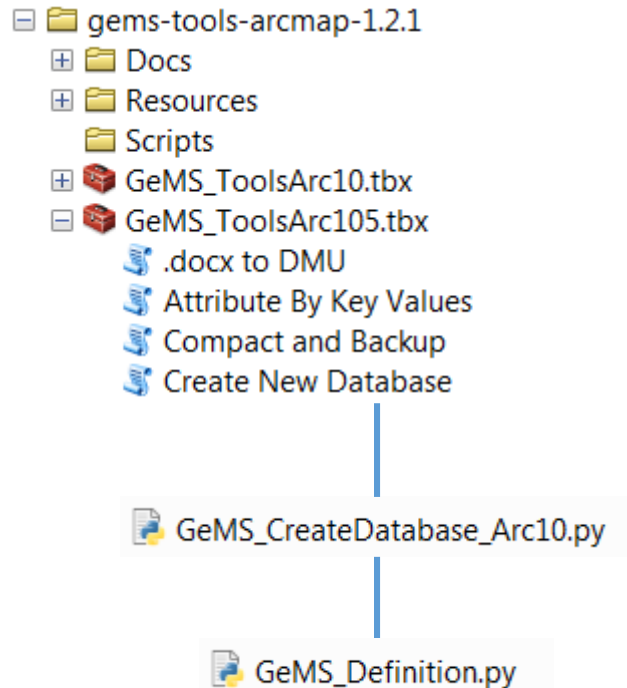 gems-tools-arcmap-1.2.1
Docs
Resources
Scripts
GeMS_ToolsArc10.tbx
GeMS_ToolsArc105.tbx
.docx to DMU
Attribute By Key Values
Compact and Backup
Create New Database
GeMS_CreateDatabase_Arc10.py
GeMS_Definition.py